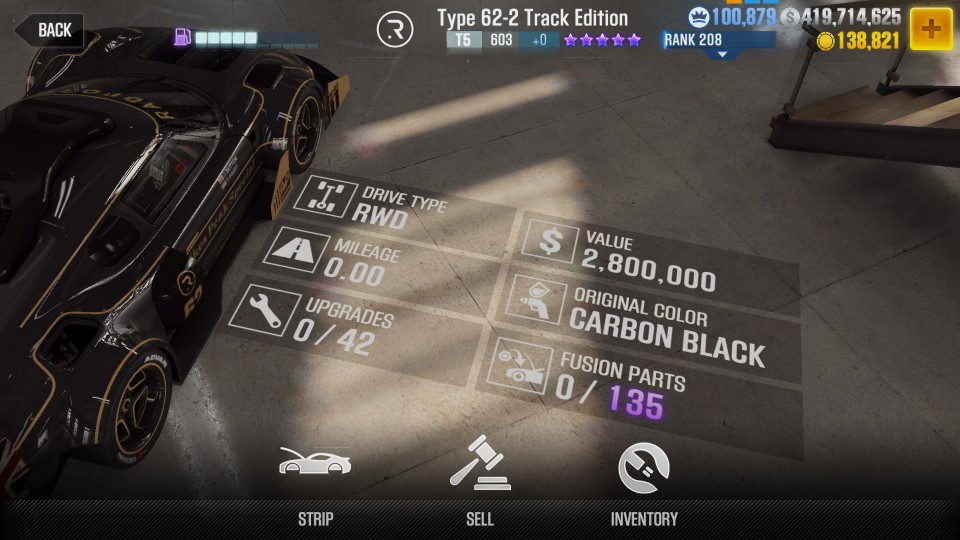 BACK
Type 62-2 Track Edition
T5 603 +0
100,879
419,714,625
RANK 208
138,821
DRIVE TYPE
RWD
MILEAGE
0.00
UPGRADES
0 / 42
VALUE
2,800,000
ORIGINAL COLOR
CARBON BLACK
FUSION PARTS
0 / 135
ADVAN
62
STRIP
SELL
INVENTORY